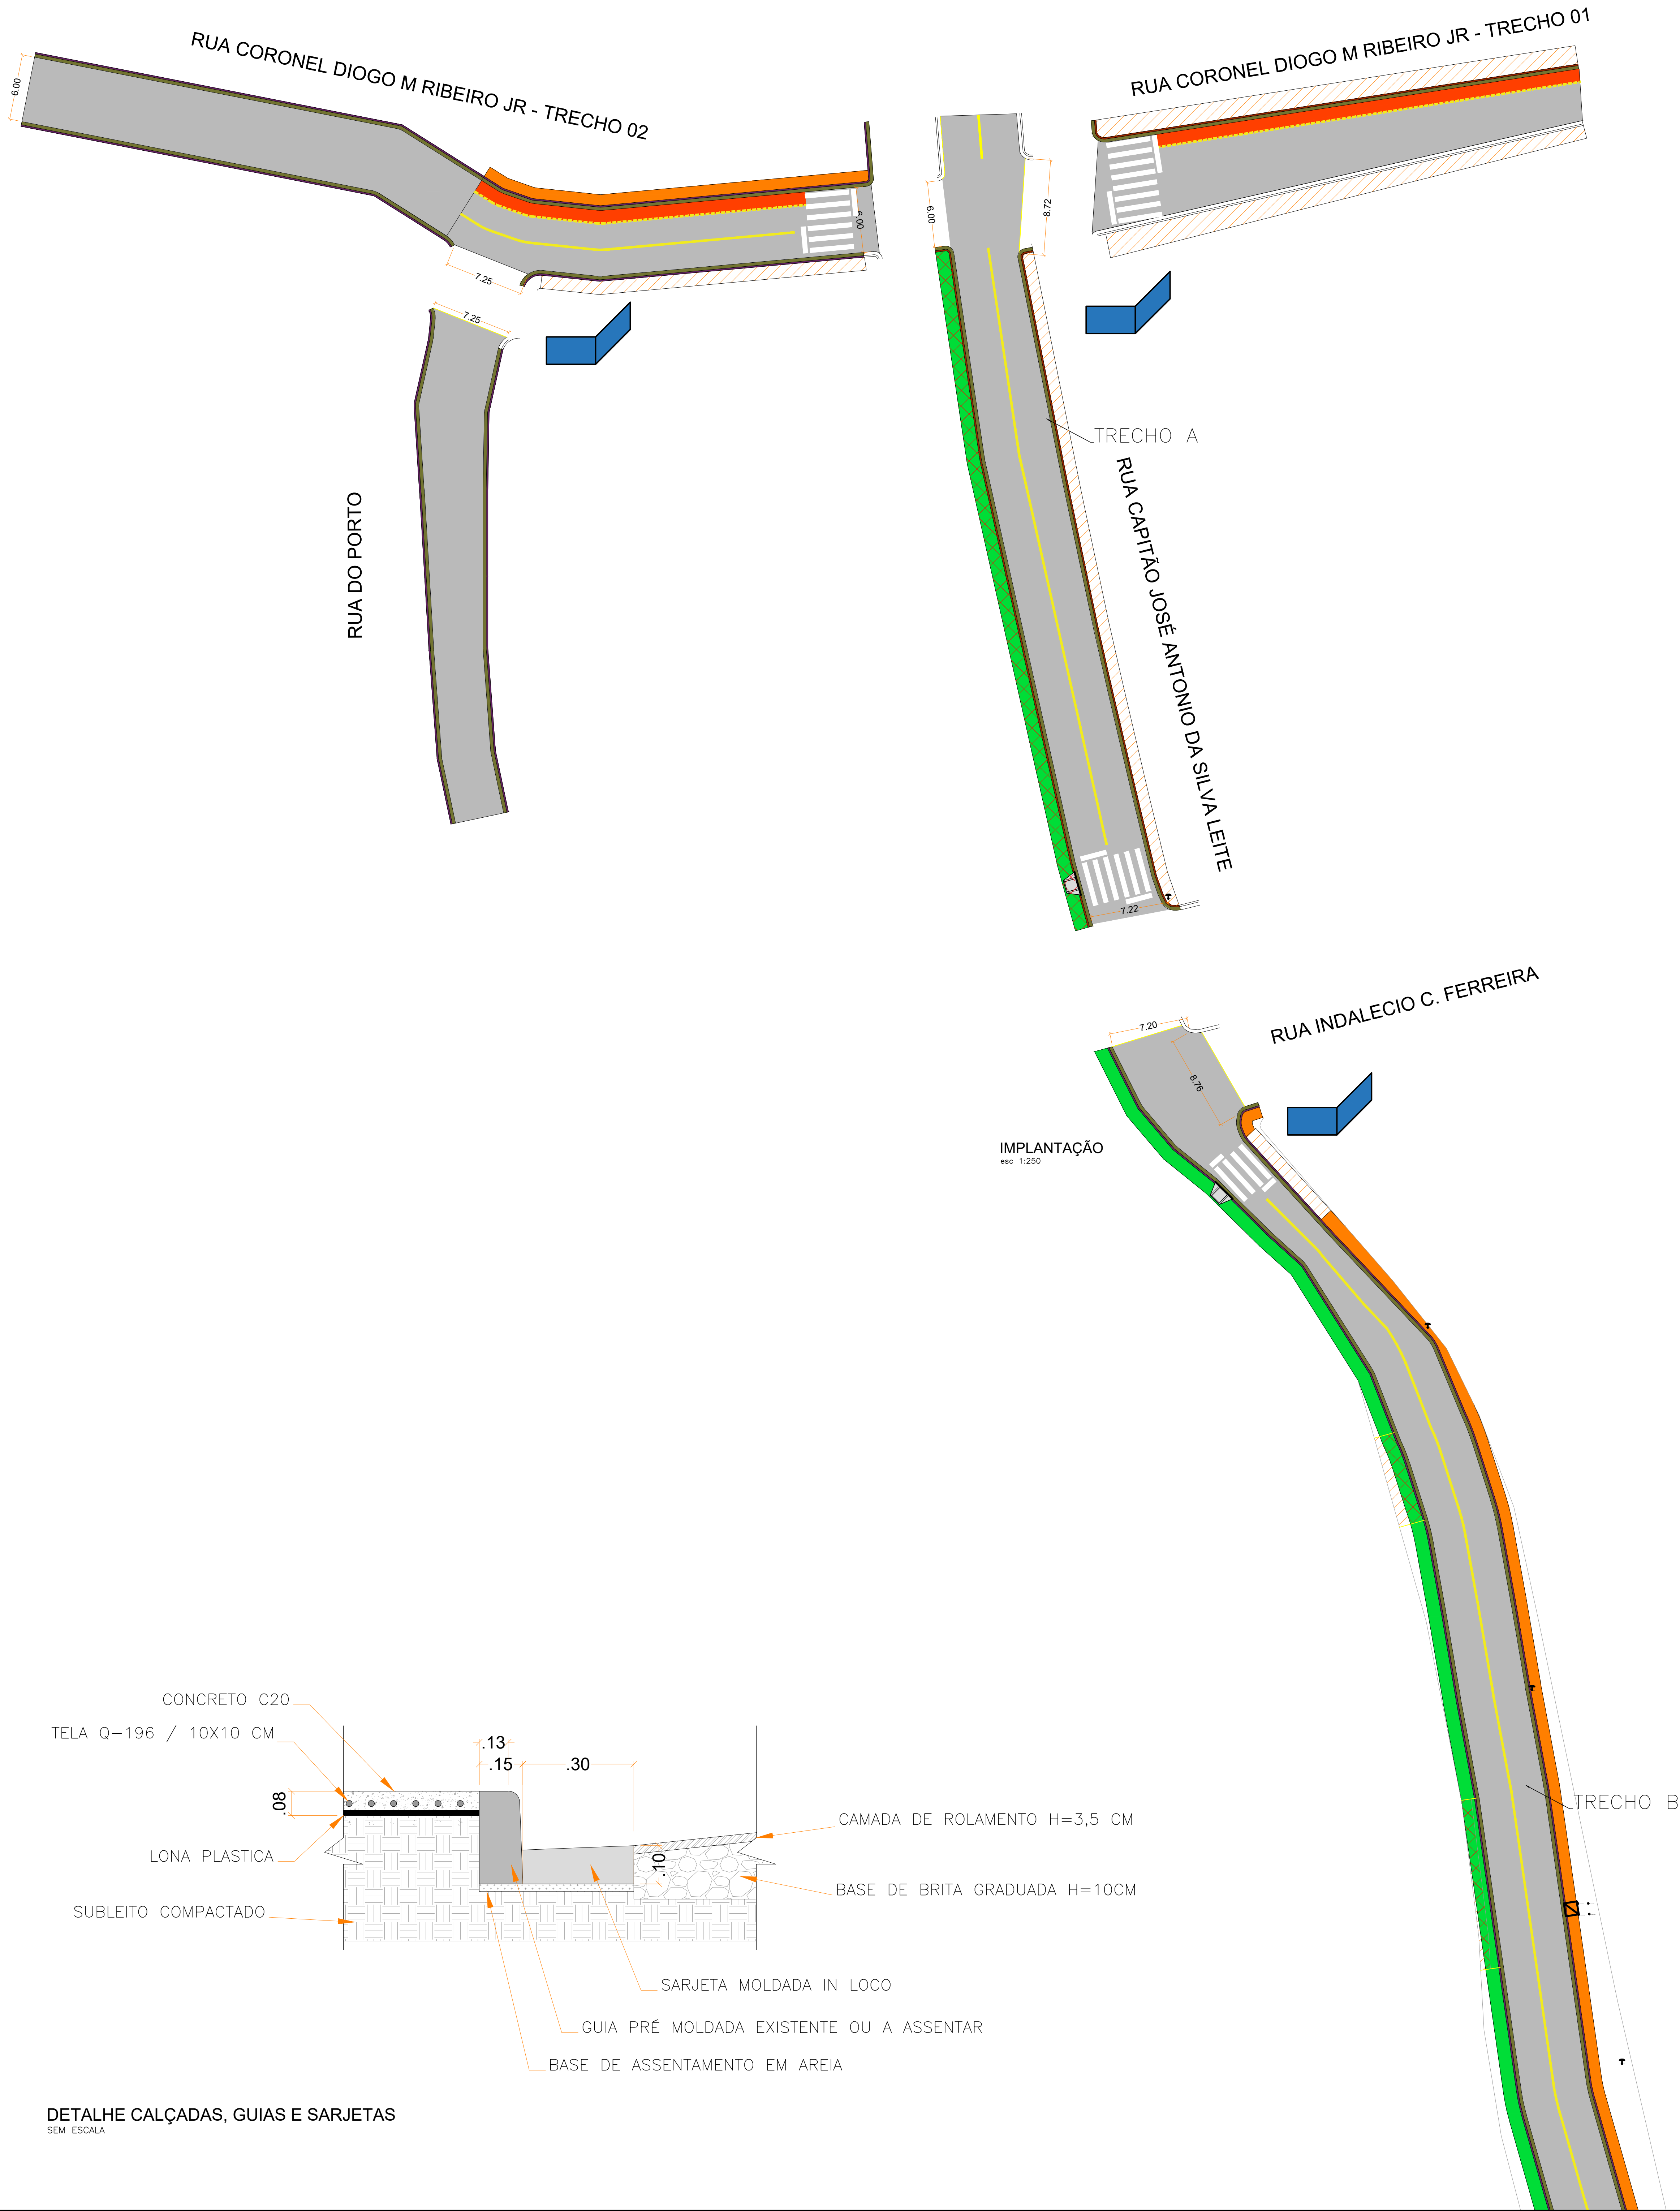 RUA CORONEL DIOGO M RIBEIRO JR - TRECHO 01
RUA CORONEL DIOGO M RIBEIRO JR - TRECHO 02
6.00
6.00
7.25
7.25
6.00
8.72
TRECHO A
RUA CAPITÃO JOSÉ ANTONIO DA SILVA LEITE
RUA DO PORTO
7.22
RUA INDALECIO C. FERREIRA
7.20
8.76
IMPLANTAÇÃO
esc 1:250
TRECHO B
CONCRETO C20
TELA Q-196 / 10X10 CM
.13
.15
.30
.08
.10
CAMADA DE ROLAMENTO H=3,5 CM
LONA PLASTICA
BASE DE BRITA GRADUADA H=10CM
SUBLEITO COMPACTADO
SARJETA MOLDADA IN LOCO
GUIA PRÉ MOLDADA EXISTENTE OU A ASSENTAR
BASE DE ASSENTAMENTO EM AREIA
DETALHE CALÇADAS, GUIAS E SARJETAS
SEM ESCALA